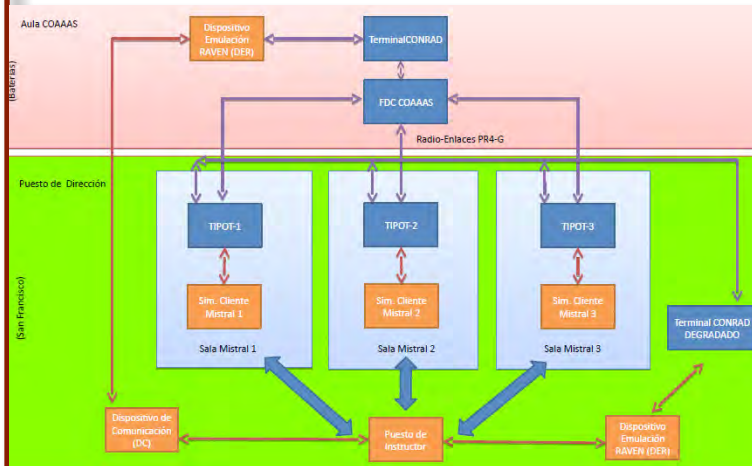 Aula COAAAS
(Baterías)
Dispositivo
Emulación
RAVEN (DER)
TerminalCONRAD
FDC COAAAS
Radio-Enlaces PR4-G
Puesto de Dirección
(San Francisco)
TIPOT-1
TIPOT-2
TIPOT-3
Sim. Cliente
Mistral 1
Sim. Cliente
Mistral 2
Sim. Cliente
Mistral 3
Sala Mistral 1
Sala Mistral 2
Sala Mistral 3
Terminal CONRAD
DEGRADADO
Dispositivo de
Comunicación
(DC)
Puesto de
Instructor
Dispositivo
Emulación
RAVEN (DER)